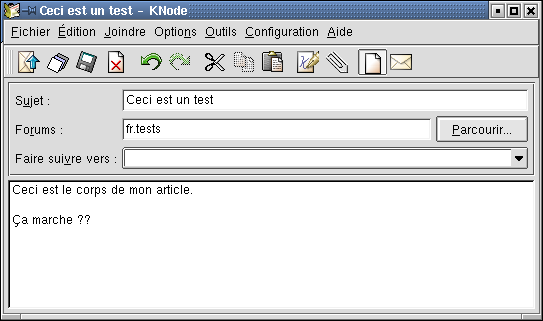 Ceci est un test - KNode
Fichier Édition Joindre Options Outils Configuration Aide
Sujet : Ceci est un test
Forums : fr.tests Parcourir...
Faire suivre vers :
Ceci est le corps de mon article.
Ça marche ??